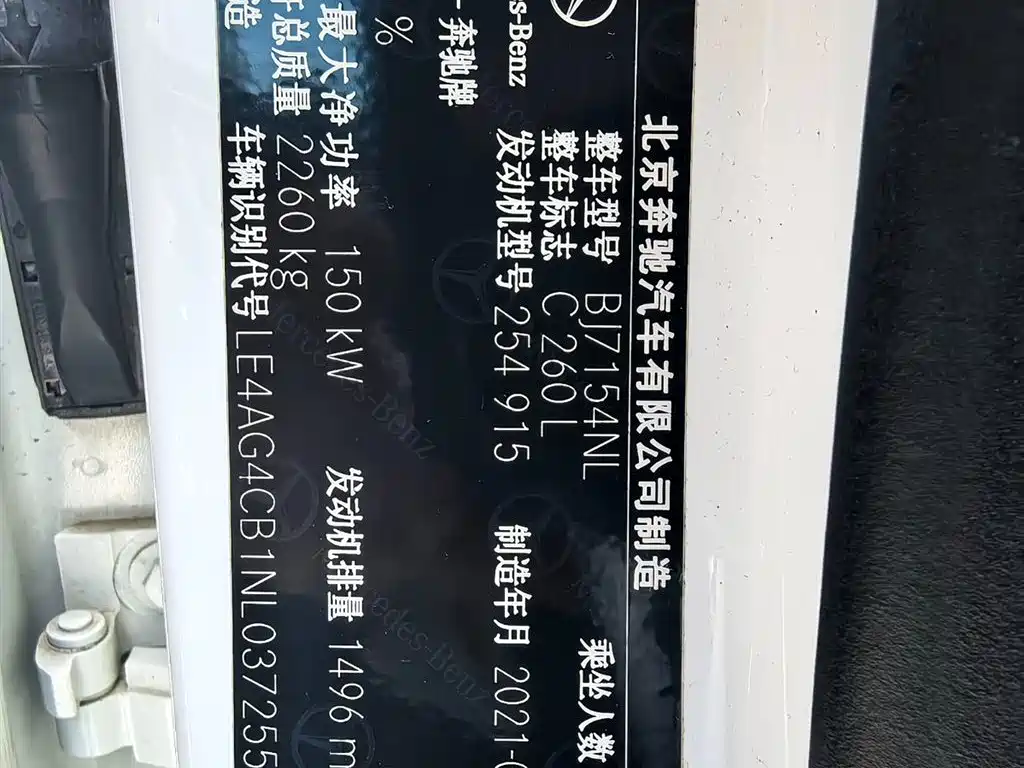 北京奔驰汽车有限公司制造
整车型号 BJ7154NL 乘坐人数
整车标志 C 260 L
发动机型号 254 915 制造年月 2021-0
es-Benz
奔驰牌
%
最大净功率 150 kW 发动机排量 1496 m
总质量 2260 kg
车辆识别代号 LE4AG4CB1NL037255
造